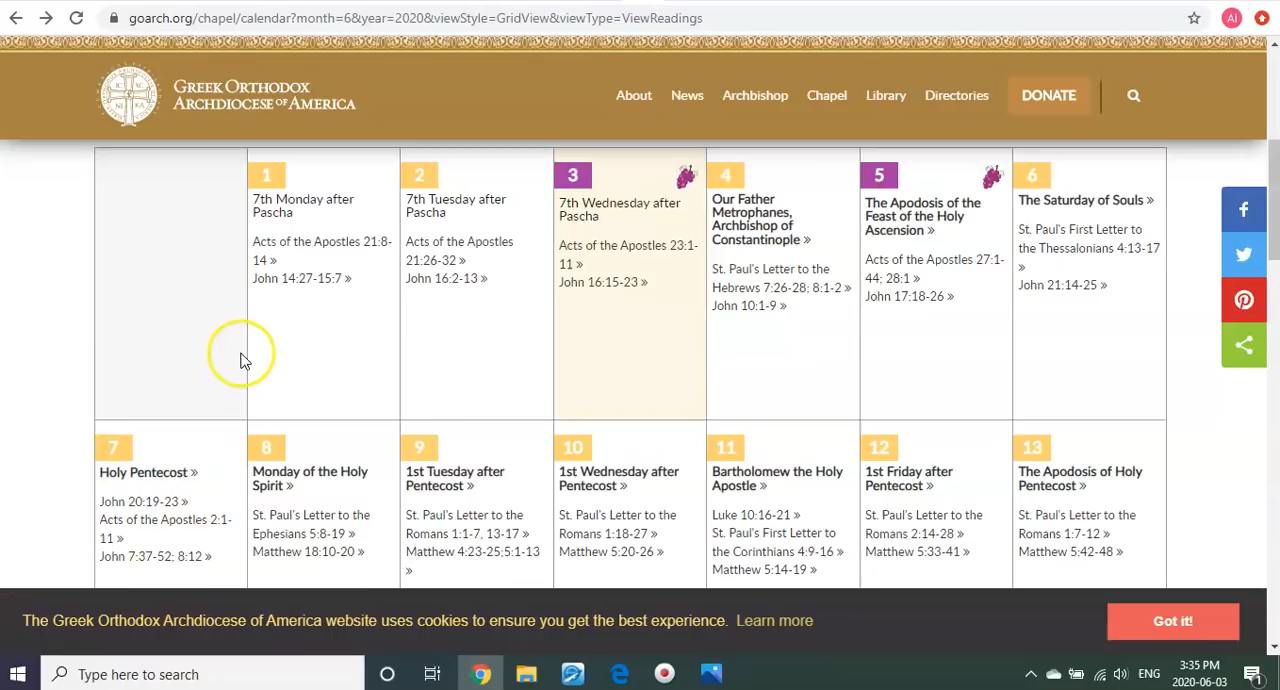 goarch.org/chapel/calendar?month=6&year=2020&viewStyle=GridView&viewType=ViewReadings
Al
GREEK ORTHODOX
ARCHDIOCESE OF AMERICA
About News Archbishop Chapel Library Directories DONATE
1
7th Monday after
Pascha
Acts of the Apostles 21:8-
14 »
John 14:27-15:7 »
2
7th Tuesday after
Pascha
Acts of the Apostles
21:26-32 »
John 16:2-13 »
3
7th Wednesday after
Pascha
Acts of the Apostles 23:1-
11 »
John 16:15-23 »
4
Our Father
Metrophanes,
Archbishop of
Constantinople »
St. Paul's Letter to the
Hebrews 7:26-28; 8:1-2 »
John 10:1-9 »
5
The Apodosis of the
Feast of the Holy
Ascension »
Acts of the Apostles 27:1-
44; 28:1 »
John 17:18-26 »
6
The Saturday of Souls »
St. Paul's First Letter to
the Thessalonians 4:13-17
»
John 21:14-25 »
7
Holy Pentecost »
John 20:19-23 »
Acts of the Apostles 2:1-
11 »
John 7:37-52; 8:12 »
8
Monday of the Holy
Spirit »
St. Paul's Letter to the
Ephesians 5:8-19 »
Matthew 18:10-20 »
9
1st Tuesday after
Pentecost »
St. Paul's Letter to the
Romans 1:1-7, 13-17 »
Matthew 4:23-25;5:1-13
»
10
1st Wednesday after
Pentecost »
St. Paul's Letter to the
Romans 1:18-27 »
Matthew 5:20-26 »
11
Bartholomew the Holy
Apostle »
Luke 10:16-21 »
St. Paul's First Letter to
the Corinthians 4:9-16 »
Matthew 5:14-19 »
12
1st Friday after
Pentecost »
St. Paul's Letter to the
Romans 2:14-28 »
Matthew 5:33-41 »
13
The Apodosis of Holy
Pentecost »
St. Paul's Letter to the
Romans 1:7-12 »
Matthew 5:42-48 »
The Greek Orthodox Archdiocese of America website uses cookies to ensure you get the best experience. Learn more
Got it!
Type here to search
ENG
3:35 PM
2020-06-03
1